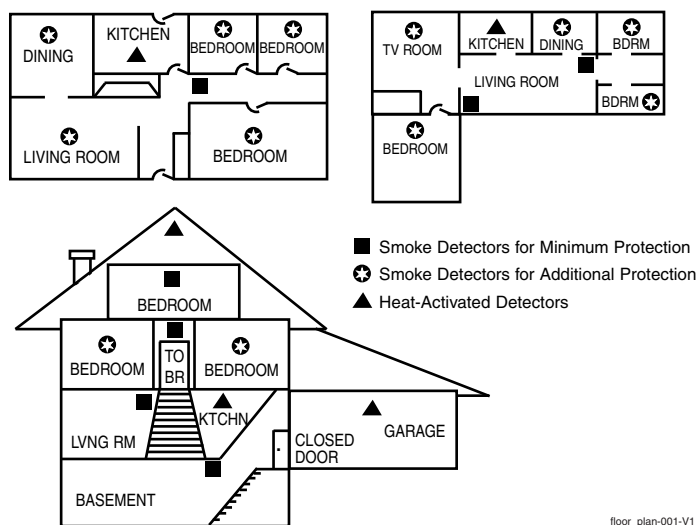 DINING
KITCHEN
BEDROOM
BEDROOM
LIVING ROOM
BEDROOM
TV ROOM
KITCHEN
DINING
BDRM
LIVING ROOM
BDRM
BEDROOM
Smoke Detectors for Minimum Protection
Smoke Detectors for Additional Protection
Heat-Activated Detectors
BEDROOM
BEDROOM
TO
BR
BEDROOM
LVNG RM
KTCHN
CLOSED
DOOR
GARAGE
BASEMENT
floor_plan-001-V1